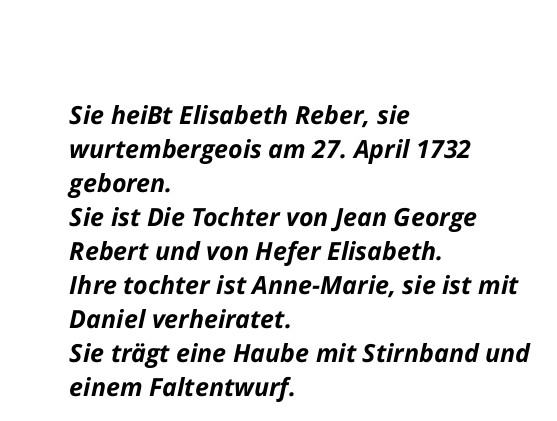 Sie heiBt Elisabeth Reber, sie
wurtembergeois am 27. April 1732
geboren.
Sie ist Die Tochter von Jean George
Rebert und von Hefer Elisabeth.
Ihre tochter ist Anne-Marie, sie ist mit
Daniel verheiratet.
Sie trägt eine Haube mit Stirnband und
einem Faltentwurf.